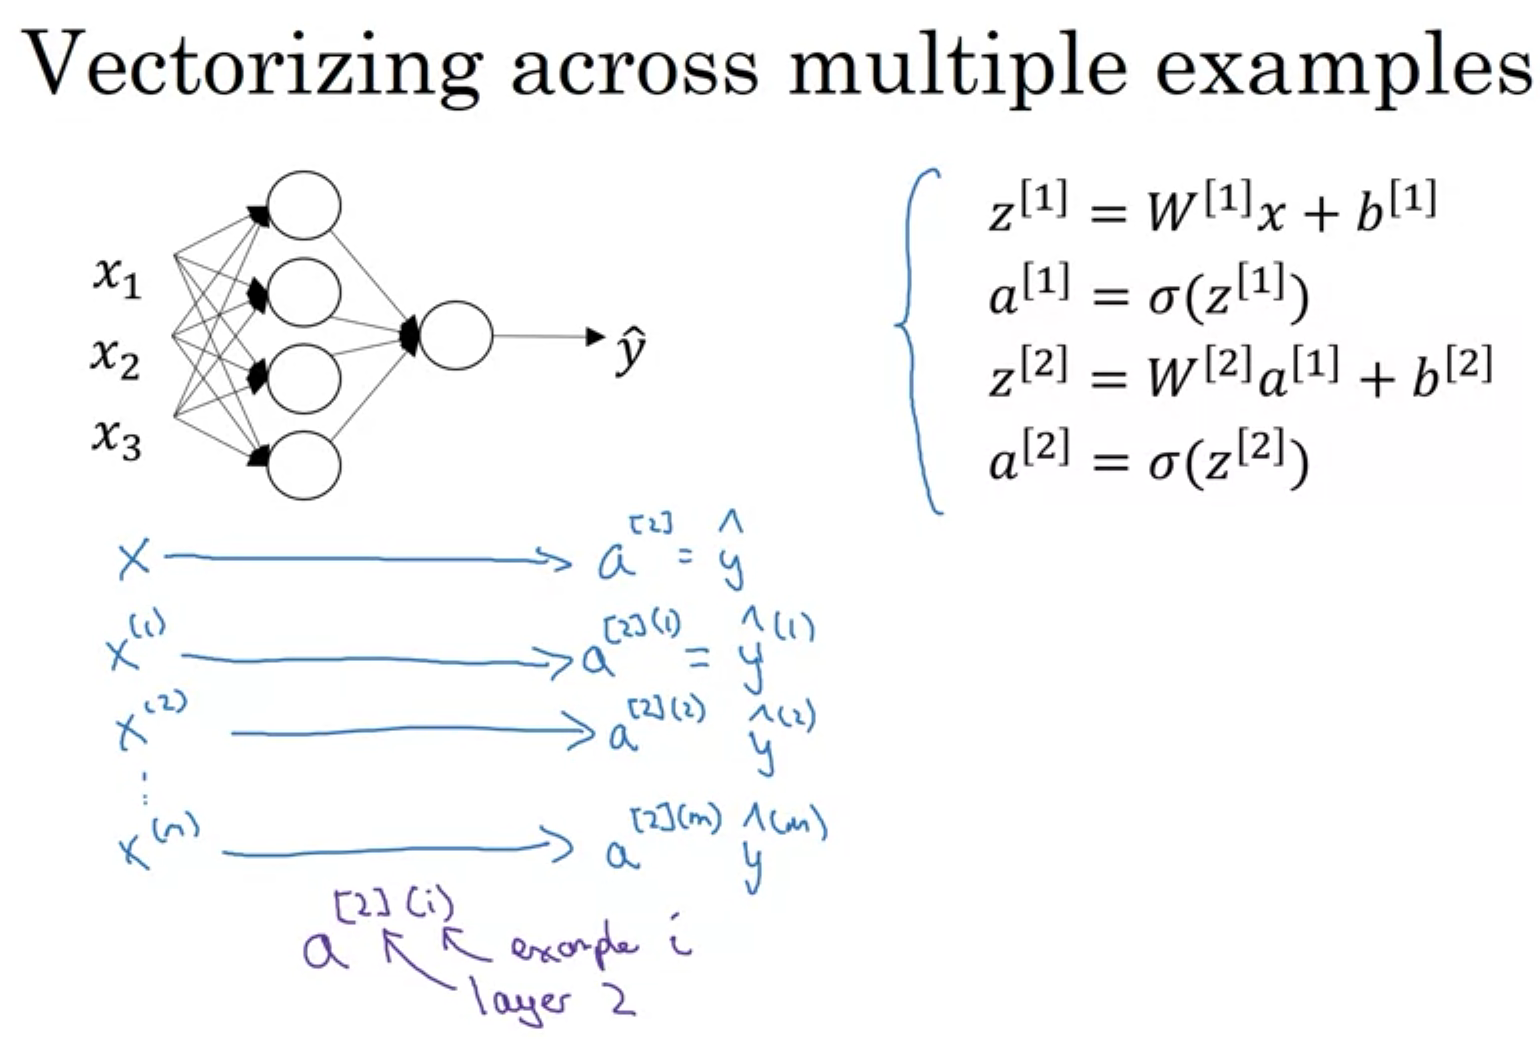 Vectorizing across multiple examples
x₁
x₂
x₃
ŷ
z^[1] = W^[1]x + b^[1]
a^[1] = σ(z^[1])
z^[2] = W^[2]a^[1] + b^[2]
a^[2] = σ(z^[2])
x → a^[2] = ŷ
x^(1) → a^[2](1) = ŷ^(1)
x^(2) → a^[2](2) ŷ^(2)
⋮
x^(m) → a^[2](m) ŷ^(m)
a^[2](i)
example i
layer 2